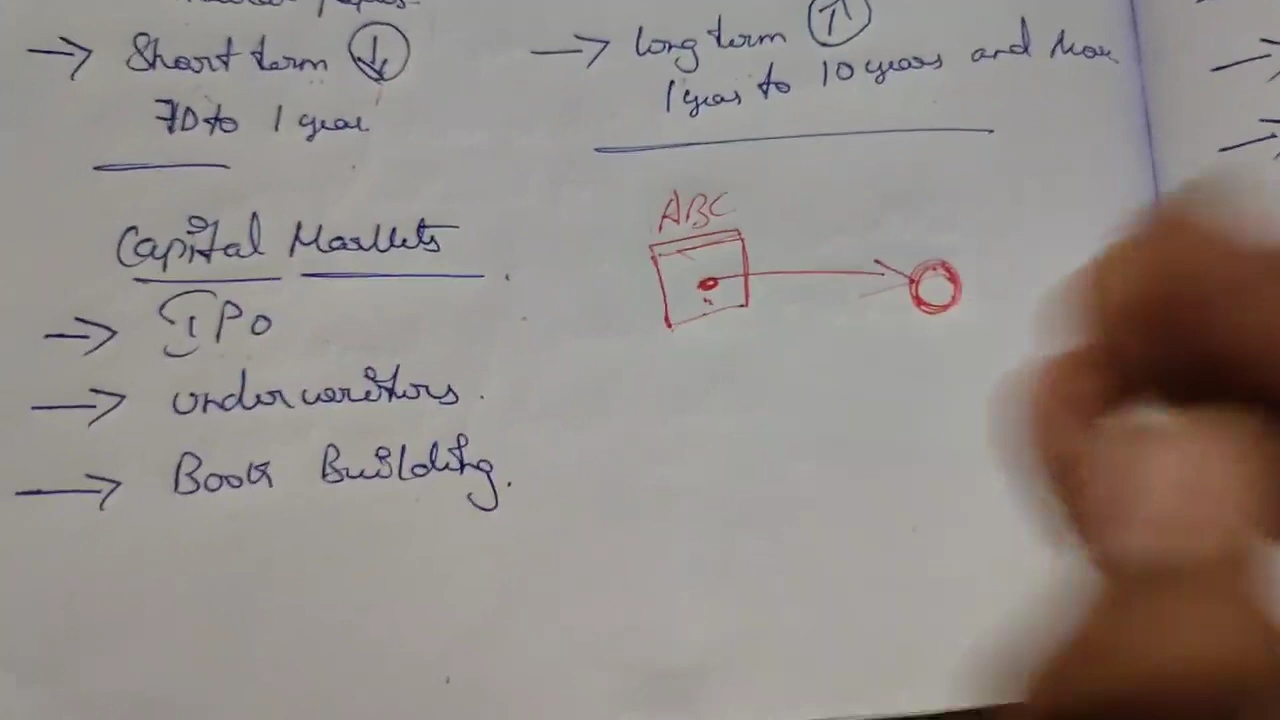 → Short term ↓
7D to 1 year
→ long term ↑
1 year to 10 years and More
Capital Markets
→ IPO
→ underwriters.
→ Book Building.
ABC